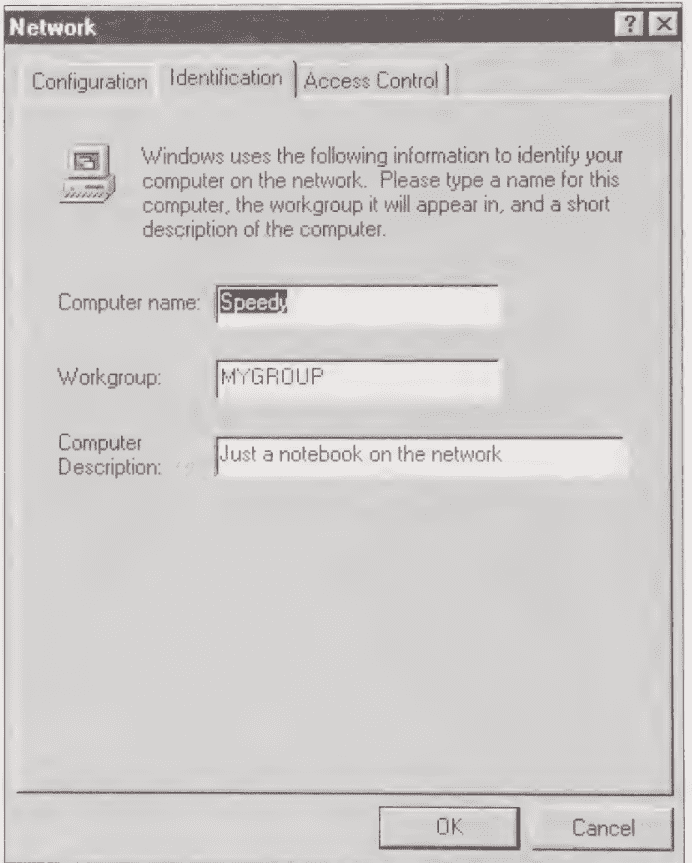 Network
Configuration Identification Access Control
Windows uses the following information to identify your
computer on the network. Please type a name for this
computer, the workgroup it will appear in, and a short
description of the computer.
Computer name: Speedy
Workgroup: MYGROUP
Computer
Description: Just a notebook on the network
OK Cancel